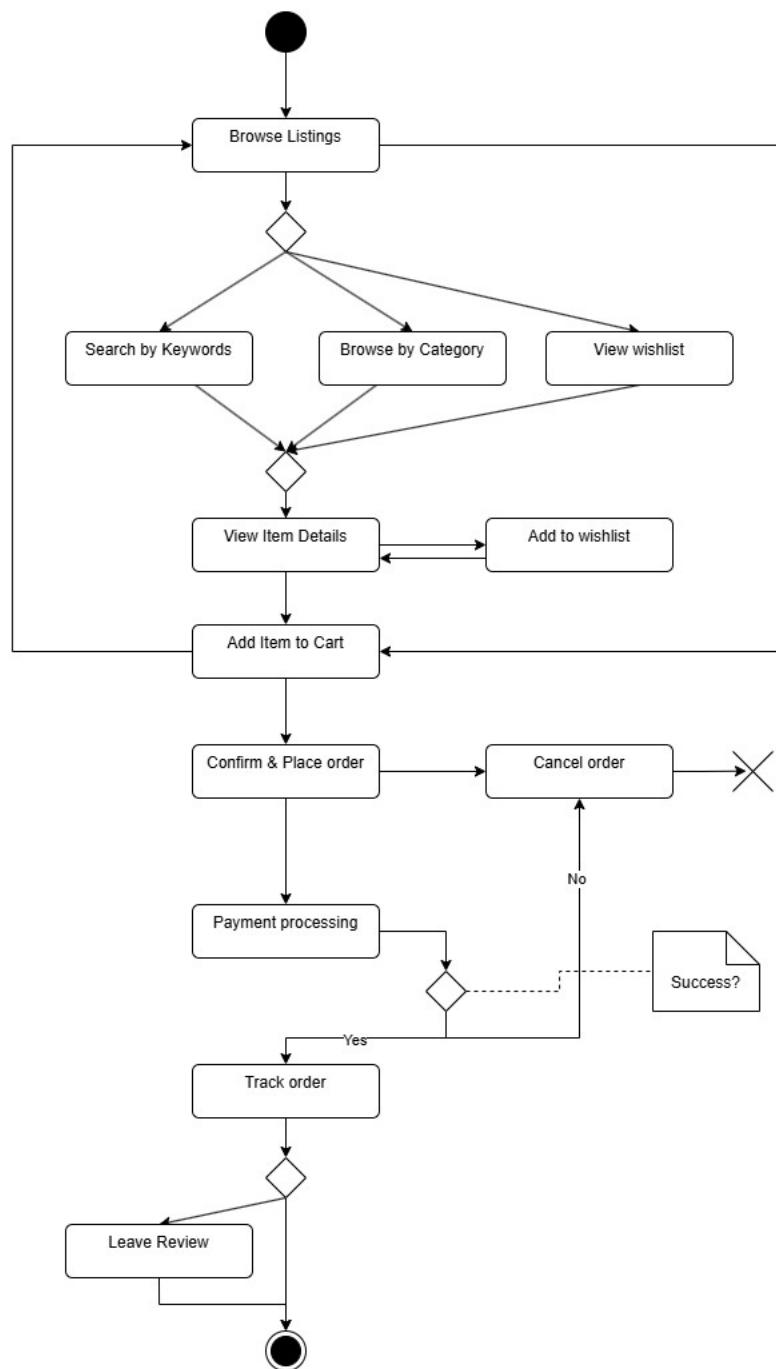 Browse Listings
Search by Keywords
Browse by Category
View wishlist
View Item Details
Add to wishlist
Add Item to Cart
Confirm & Place order
Cancel order
No
Payment processing
Success?
Yes
Track order
Leave Review